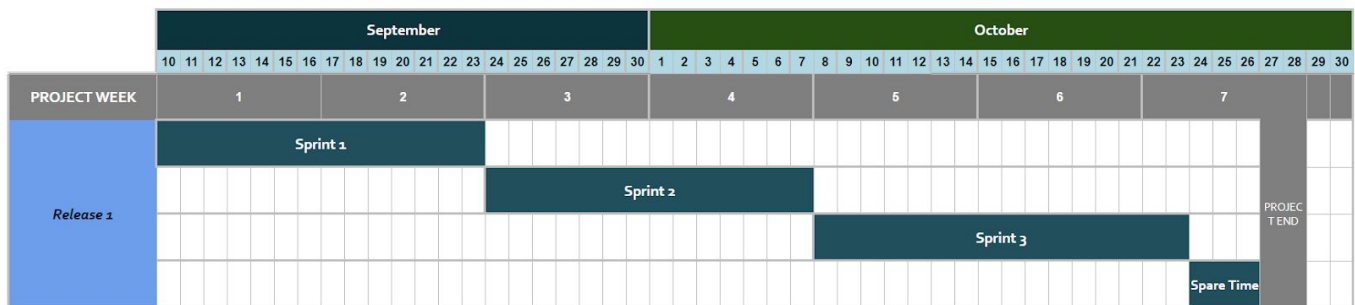 September October
10 11 12 13 14 15 16 17 18 19 20 21 22 23 24 25 26 27 28 29 30 1 2 3 4 5 6 7 8 9 10 11 12 13 14 15 16 17 18 19 20 21 22 23 24 25 26 27 28 29 30
PROJECT WEEK 1 2 3 4 5 6 7
Sprint 1
Sprint 2
Release 1
PROJEC
T END
Sprint 3
Spare Time